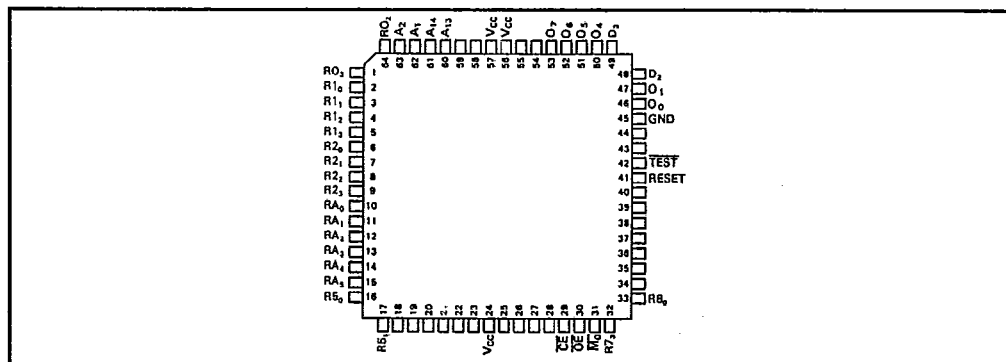 RO₂ A₂ A₁ A₁₄ A₁₃ VCC VCC O₇ O₆ O₅ O₄ D₃
64 63 62 61 60 59 58 57 56 55 54 53 52 51 50 49
RO₃ 1 48 D₂
R1₀ 2 47 O₁
R1₁ 3 46 O₀
R1₂ 4 45 GND
R1₃ 5 44
R2₀ 6 43
R2₁ 7 42 TEST
R2₂ 8 41 RESET
R2₃ 9 40
RA₀ 10 39
RA₁ 11 38
RA₂ 12 37
RA₃ 13 36
RA₄ 14 35
RA₅ 15 34
R5₀ 16 33 R8₀
17 18 19 20 2. 22 23 24 25 26 27 28 29 30 31 32
R5₁ VCC CE OE M₀ R7₃